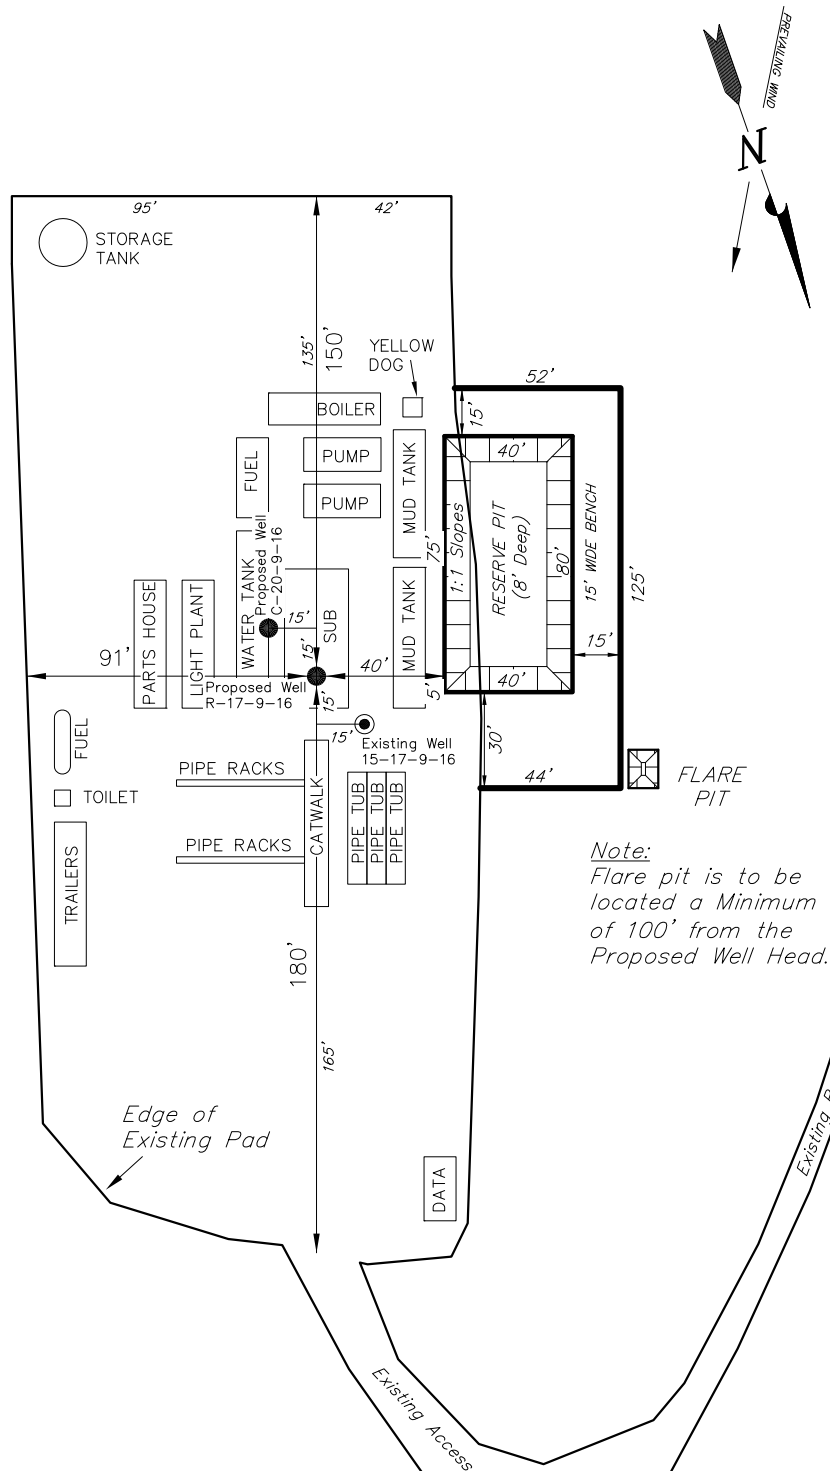 PREVAILING WIND
N
95'
42'
STORAGE
TANK
135'
150'
YELLOW
DOG
52'
BOILER
15'
FUEL
PUMP
MUD TANK
40'
PUMP
75'
1:1 Slopes
RESERVE PIT
(8' Deep)
80'
15' WIDE BENCH
125'
WATER TANK
Proposed Well
C-20-9-16
15'
SUB
15'
PARTS HOUSE
LIGHT PLANT
MUD TANK
15'
91'
40'
Proposed Well
R-17-9-16
5'
40'
15'
15'
Existing Well
15-17-9-16
30'
FUEL
PIPE RACKS
TOILET
CATWALK
PIPE TUB
PIPE TUB
PIPE TUB
44'
FLARE
PIT
PIPE RACKS
TRAILERS
Note:
Flare pit is to be
located a Minimum
of 100' from the
Proposed Well Head.
180'
165'
Edge of
Existing Pad
DATA
Existing
Existing Access